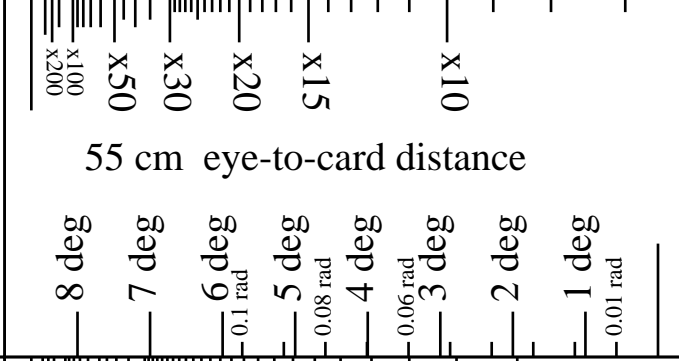 x200 x100 x50 x30 x20 x15 x10
55 cm eye-to-card distance
8 deg 7 deg 6 deg 0.1 rad 5 deg 0.08 rad 4 deg 0.06 rad 3 deg 2 deg 1 deg 0.01 rad